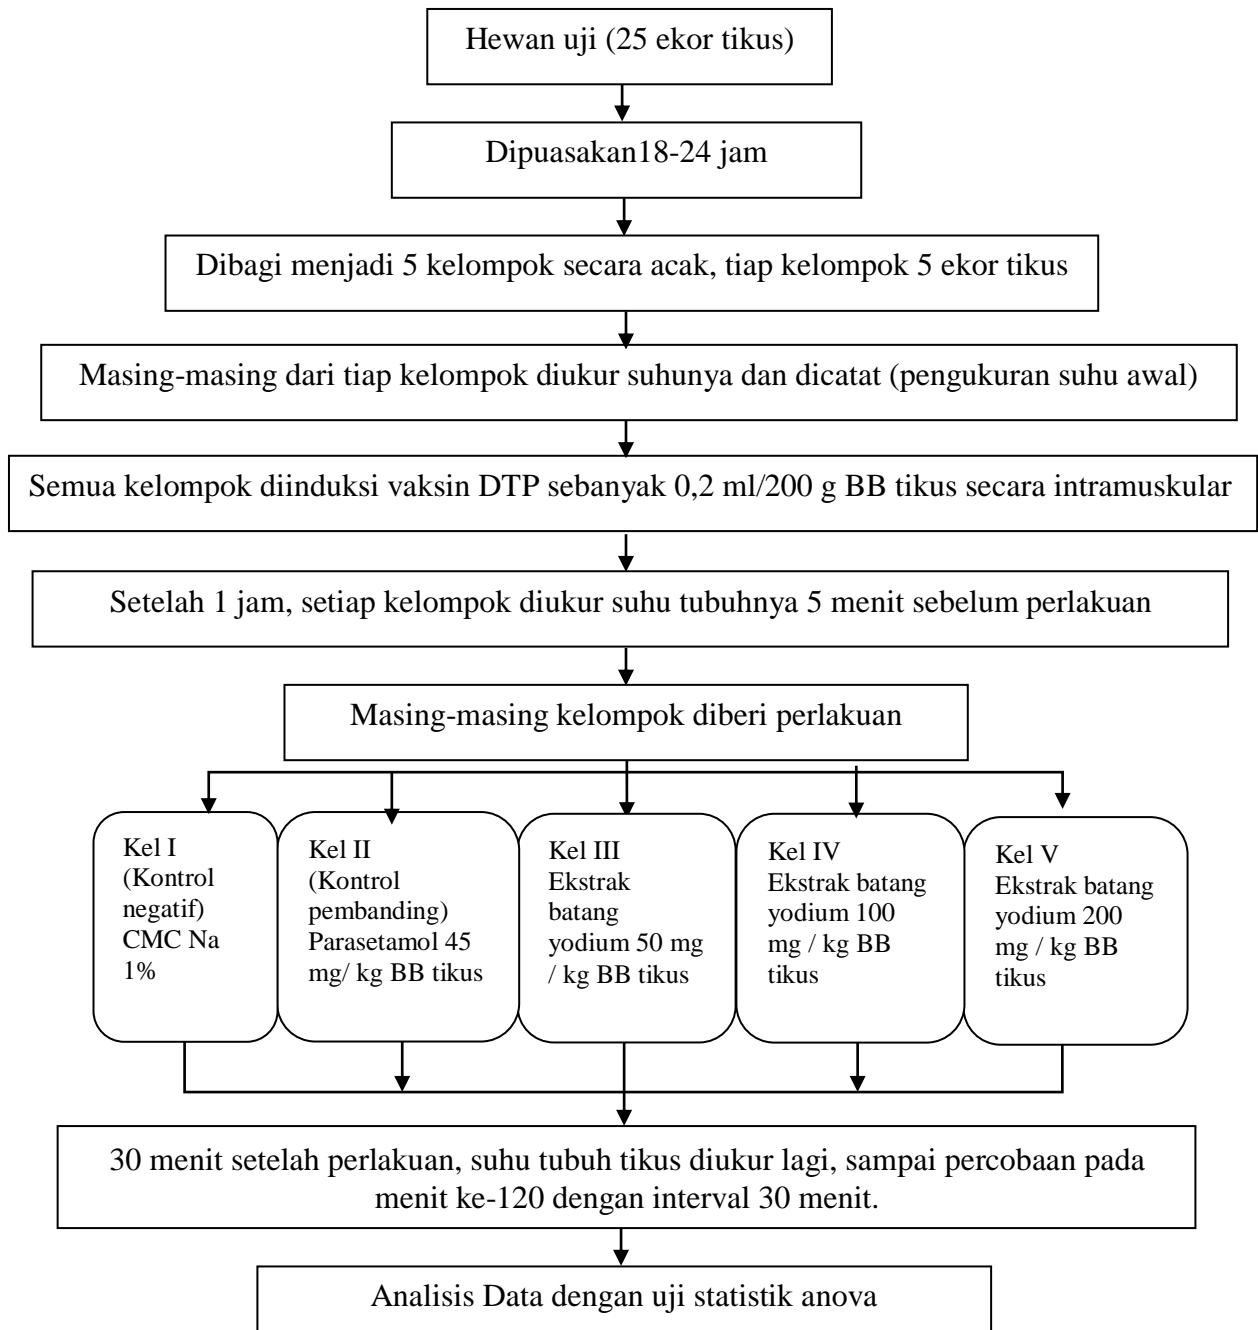 Hewan uji (25 ekor tikus)
Dipuasakan18-24 jam
Dibagi menjadi 5 kelompok secara acak, tiap kelompok 5 ekor tikus
Masing-masing dari tiap kelompok diukur suhunya dan dicatat (pengukuran suhu awal)
Semua kelompok diinduksi vaksin DTP sebanyak 0,2 ml/200 g BB tikus secara intramuskular
Setelah 1 jam, setiap kelompok diukur suhu tubuhnya 5 menit sebelum perlakuan
Masing-masing kelompok diberi perlakuan
Kel I
(Kontrol
negatif)
CMC Na
1%
Kel II
(Kontrol
pembanding)
Parasetamol 45
mg/ kg BB tikus
Kel III
Ekstrak
batang
yodium 50 mg
/ kg BB tikus
Kel IV
Ekstrak batang
yodium 100
mg / kg BB
tikus
Kel V
Ekstrak batang
yodium 200
mg / kg BB
tikus
30 menit setelah perlakuan, suhu tubuh tikus diukur lagi, sampai percobaan pada
menit ke-120 dengan interval 30 menit.
Analisis Data dengan uji statistik anova